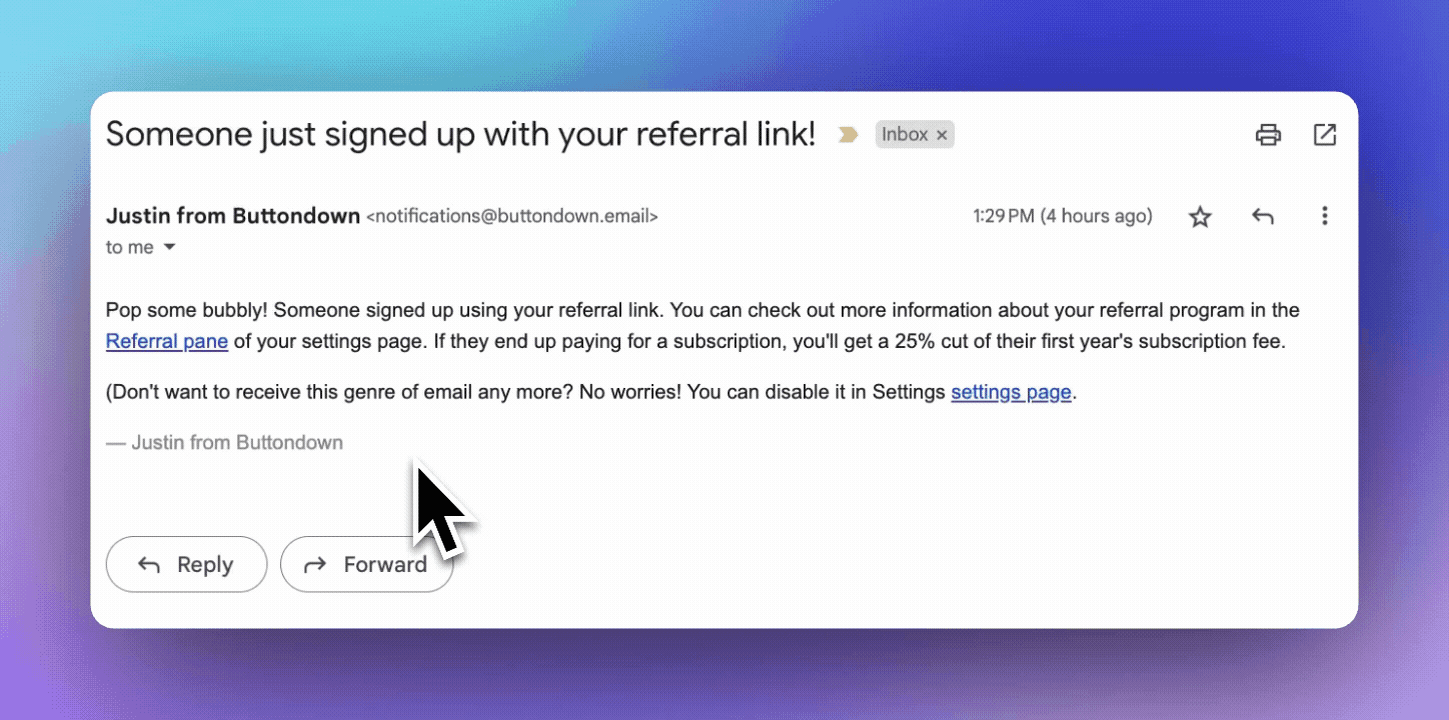 Someone just signed up with your referral link!
Inbox ×
Justin from Buttondown <notifications@buttondown.email>
1:29 PM (4 hours ago)
to me
Pop some bubbly! Someone signed up using your referral link. You can check out more information about your referral program in the
Referral pane of your settings page. If they end up paying for a subscription, you'll get a 25% cut of their first year's subscription fee.
(Don't want to receive this genre of email any more? No worries! You can disable it in Settings settings page.
— Justin from Buttondown
Reply
Forward